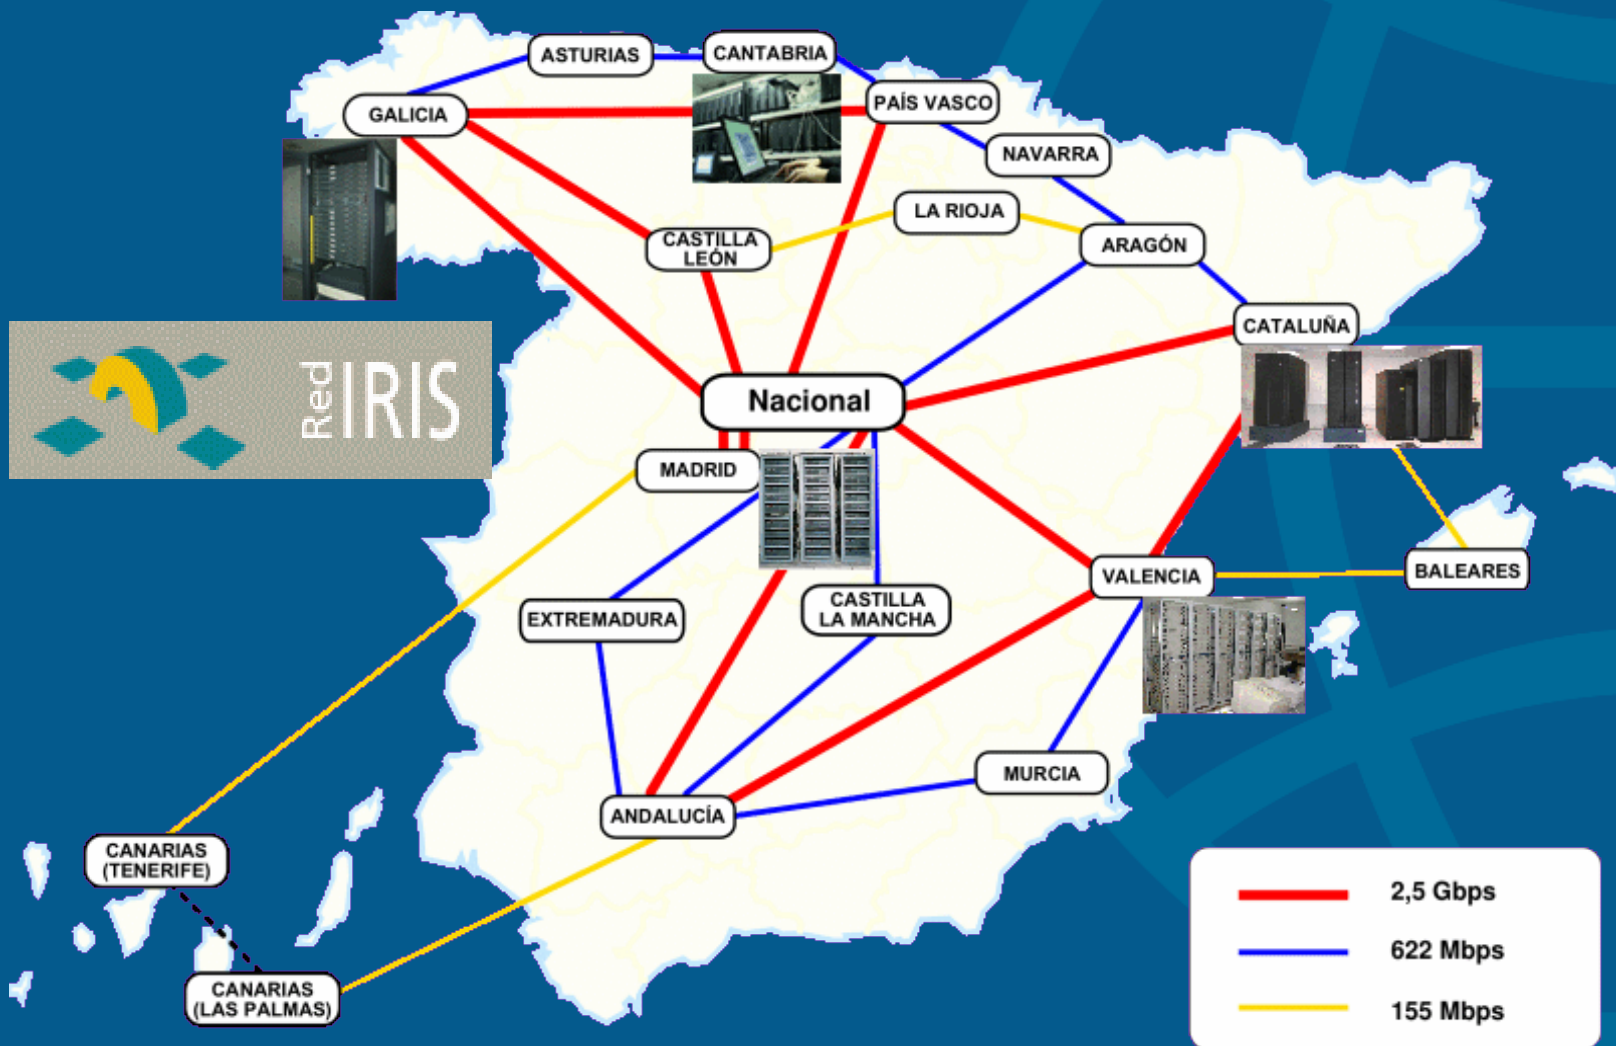 ASTURIAS
CANTABRIA
GALICIA
PAÍS VASCO
NAVARRA
LA RIOJA
CASTILLA
LEÓN
ARAGÓN
CATALUÑA
Red IRIS
Nacional
MADRID
VALENCIA
BALEARES
EXTREMADURA
CASTILLA
LA MANCHA
MURCIA
ANDALUCÍA
CANARIAS
(TENERIFE)
CANARIAS
(LAS PALMAS)
2,5 Gbps
622 Mbps
155 Mbps